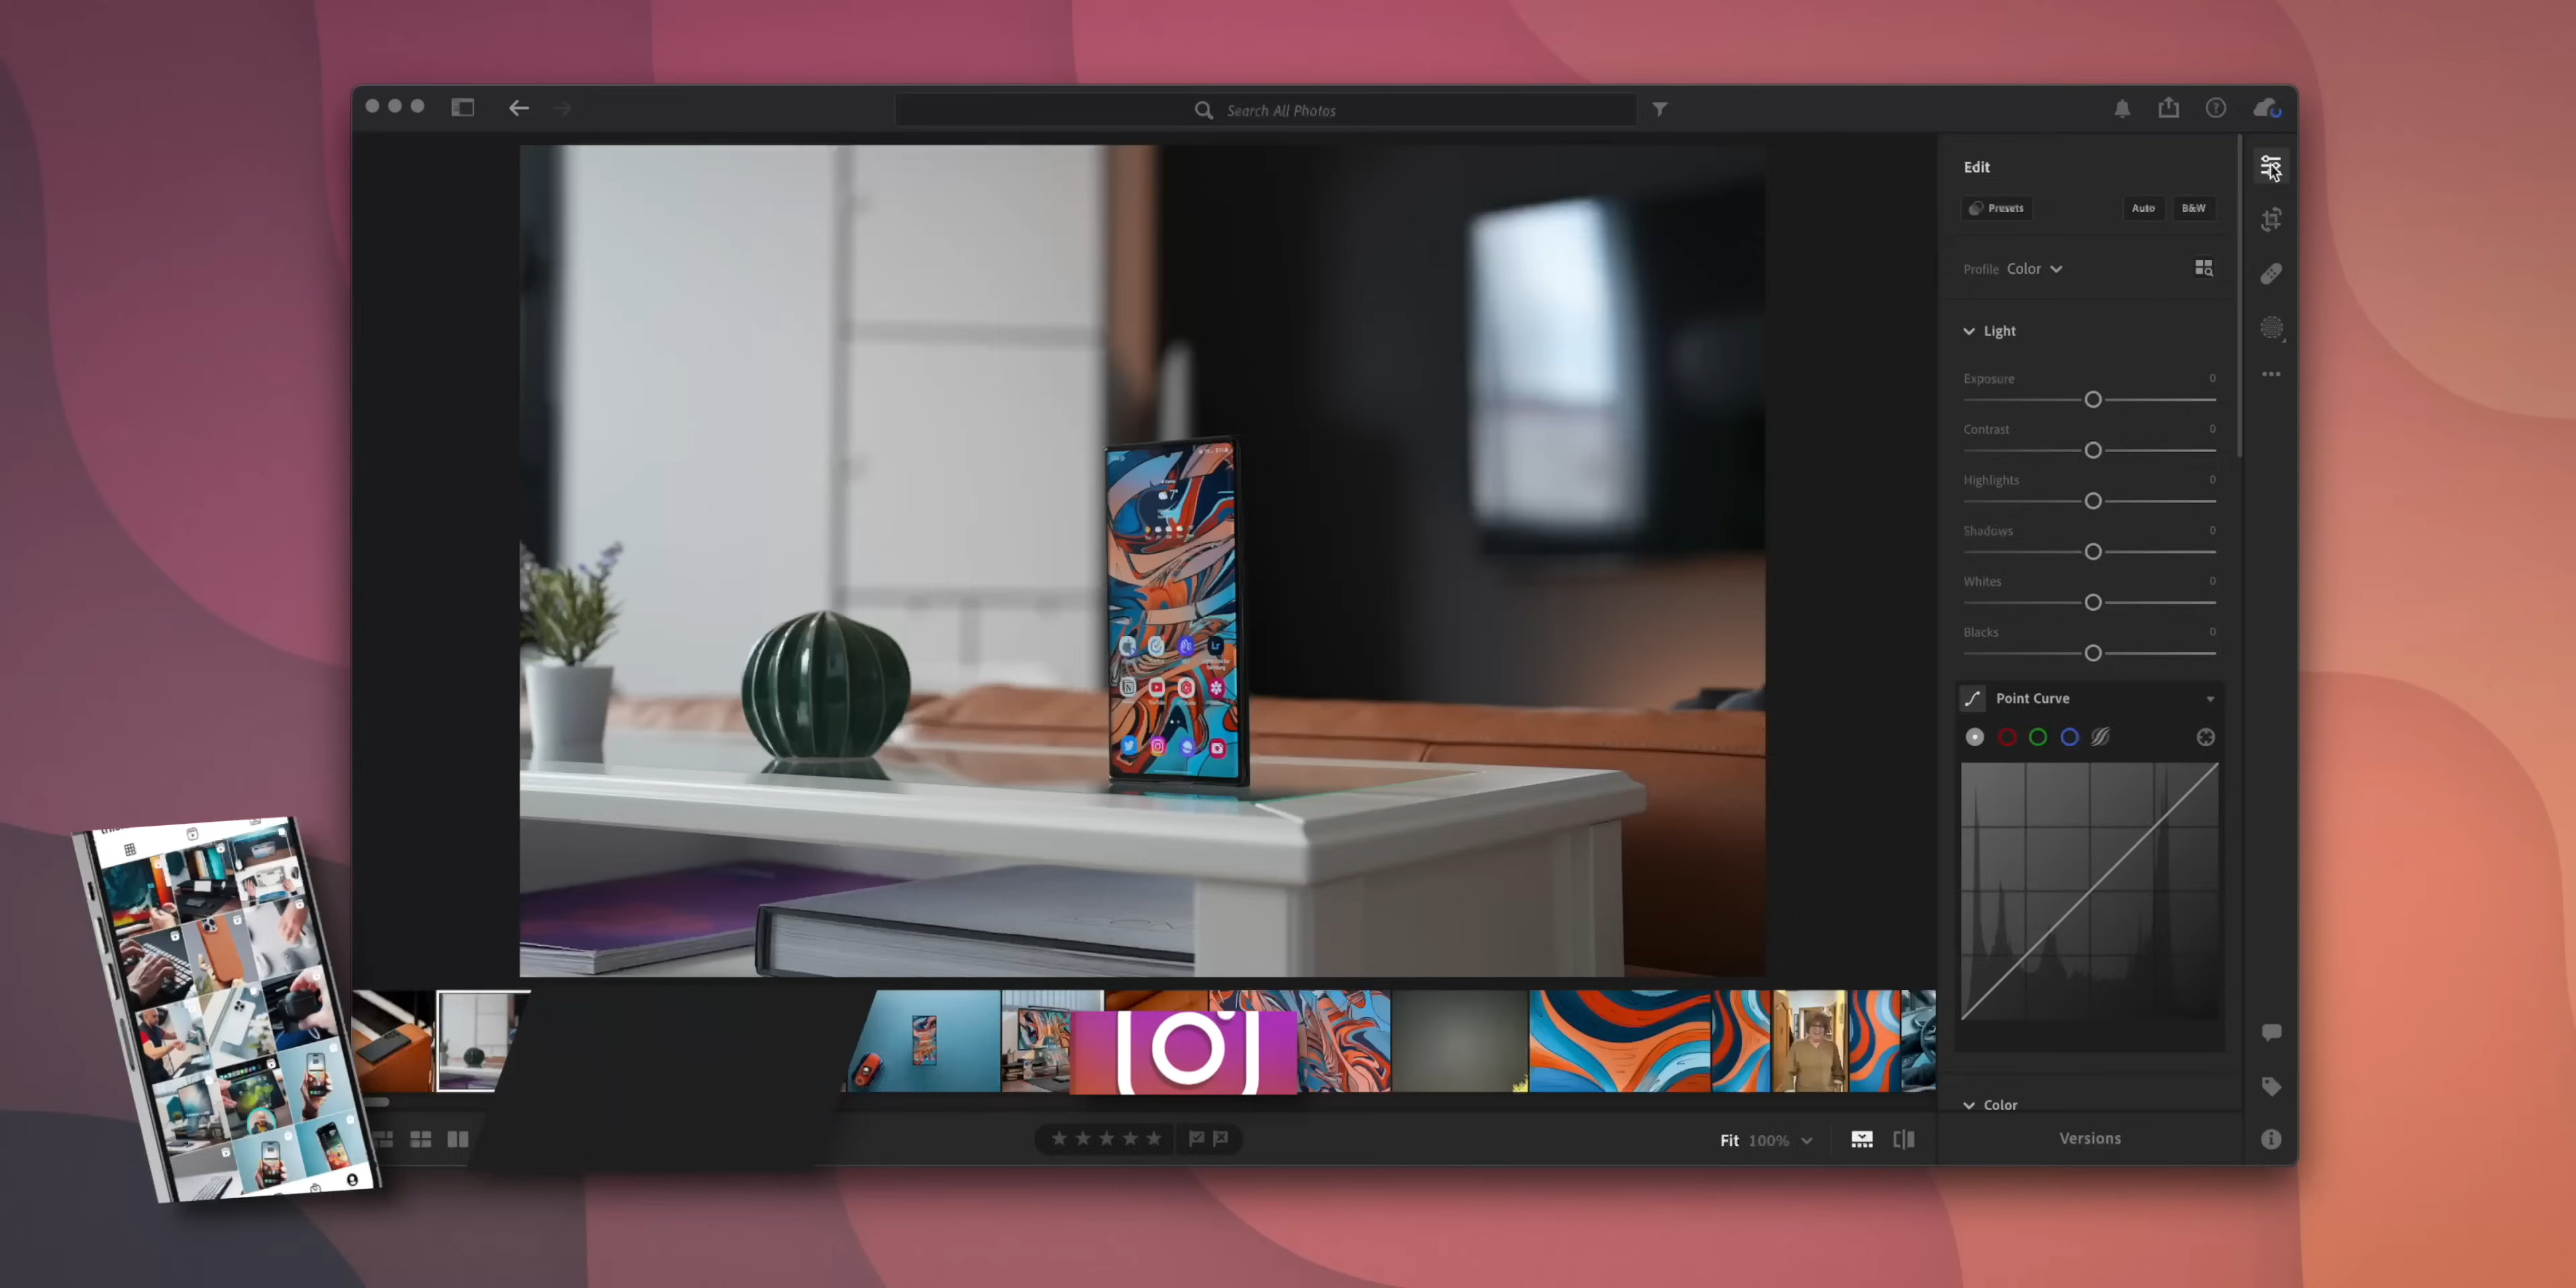 Search All Photos
Edit
Presets
Auto
B&W
Profile Color
Light
Exposure 0
Contrast 0
Highlights 0
Shadows 0
Whites 0
Blacks 0
Point Curve
Color
Lr
Fit 100%
Versions